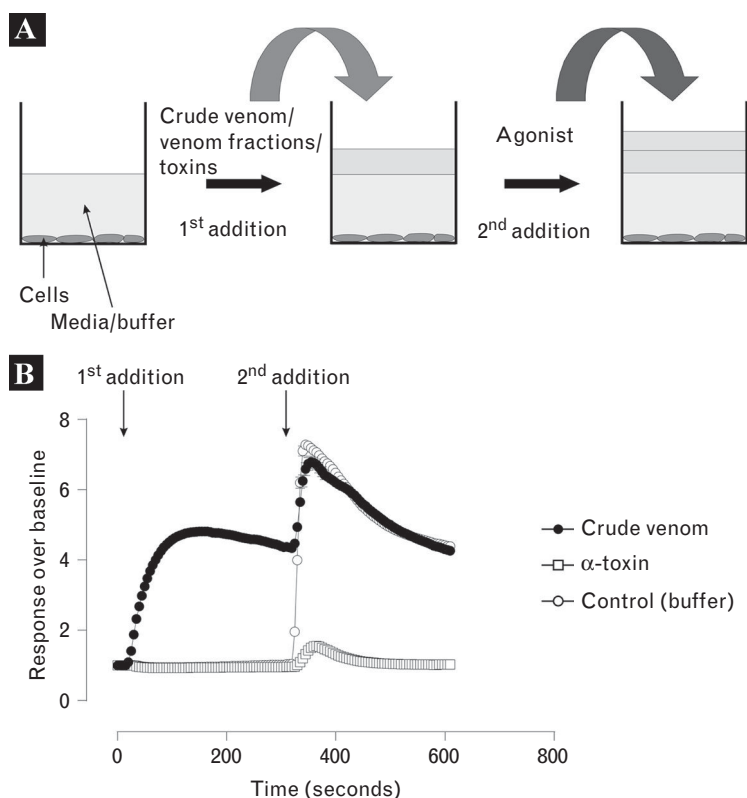 A
Crude venom/
venom fractions/
toxins
1st addition
Agonist
2nd addition
Cells
Media/buffer
B
1st addition
2nd addition
8
6
4
2
0
Response over baseline
0
200
400
600
800
Time (seconds)
Crude venom
α-toxin
Control (buffer)